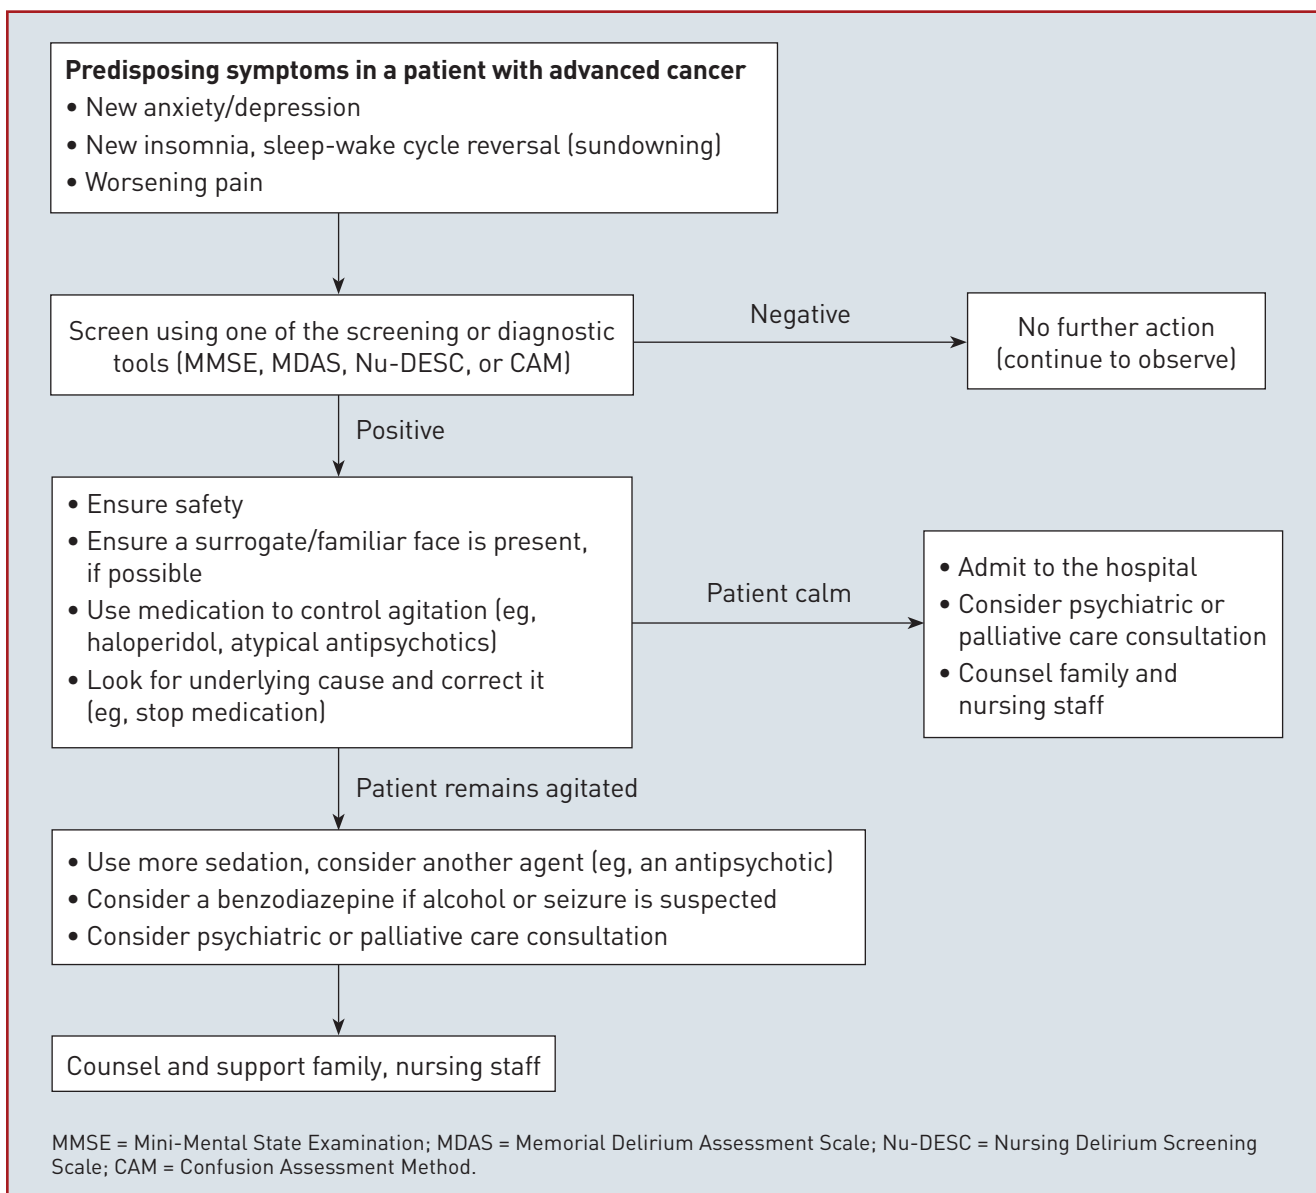 Predisposing symptoms in a patient with advanced cancer
• New anxiety/depression
• New insomnia, sleep-wake cycle reversal (sundowning)
• Worsening pain
Screen using one of the screening or diagnostic
tools (MMSE, MDAS, Nu-DESC, or CAM)
Negative
No further action
(continue to observe)
Positive
• Ensure safety
• Ensure a surrogate/familiar face is present,
if possible
• Use medication to control agitation (eg,
haloperidol, atypical antipsychotics)
• Look for underlying cause and correct it
(eg, stop medication)
Patient calm
• Admit to the hospital
• Consider psychiatric or
palliative care consultation
• Counsel family and
nursing staff
Patient remains agitated
• Use more sedation, consider another agent (eg, an antipsychotic)
• Consider a benzodiazepine if alcohol or seizure is suspected
• Consider psychiatric or palliative care consultation
Counsel and support family, nursing staff
MMSE = Mini-Mental State Examination; MDAS = Memorial Delirium Assessment Scale; Nu-DESC = Nursing Delirium Screening
Scale; CAM = Confusion Assessment Method.